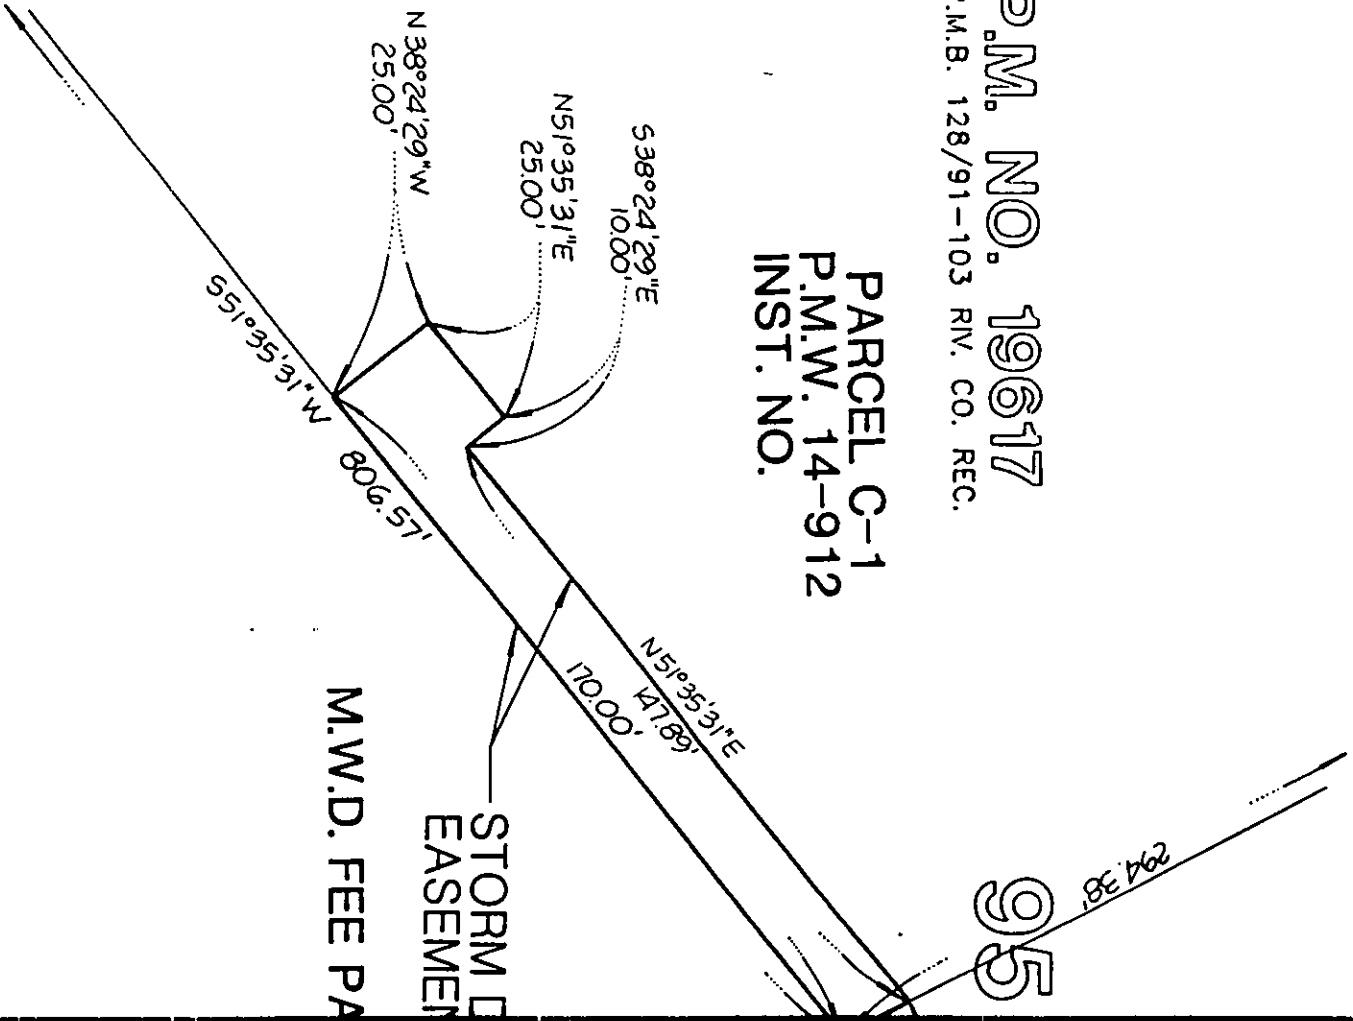 P.M. NO. 19617
.M.B. 128/91-103 RIV. CO. REC.
PARCEL C-1
P.M.W. 14-912
INST. NO.
S38°24'29"E
10.00'
N51°35'31"E
25.00'
N38°24'29"W
25.00'
S51°35'31"W
806.57'
N51°35'31"E
147.89'
170.00'
294.38'
95
STORM D
EASEMEN
M.W.D. FEE PA